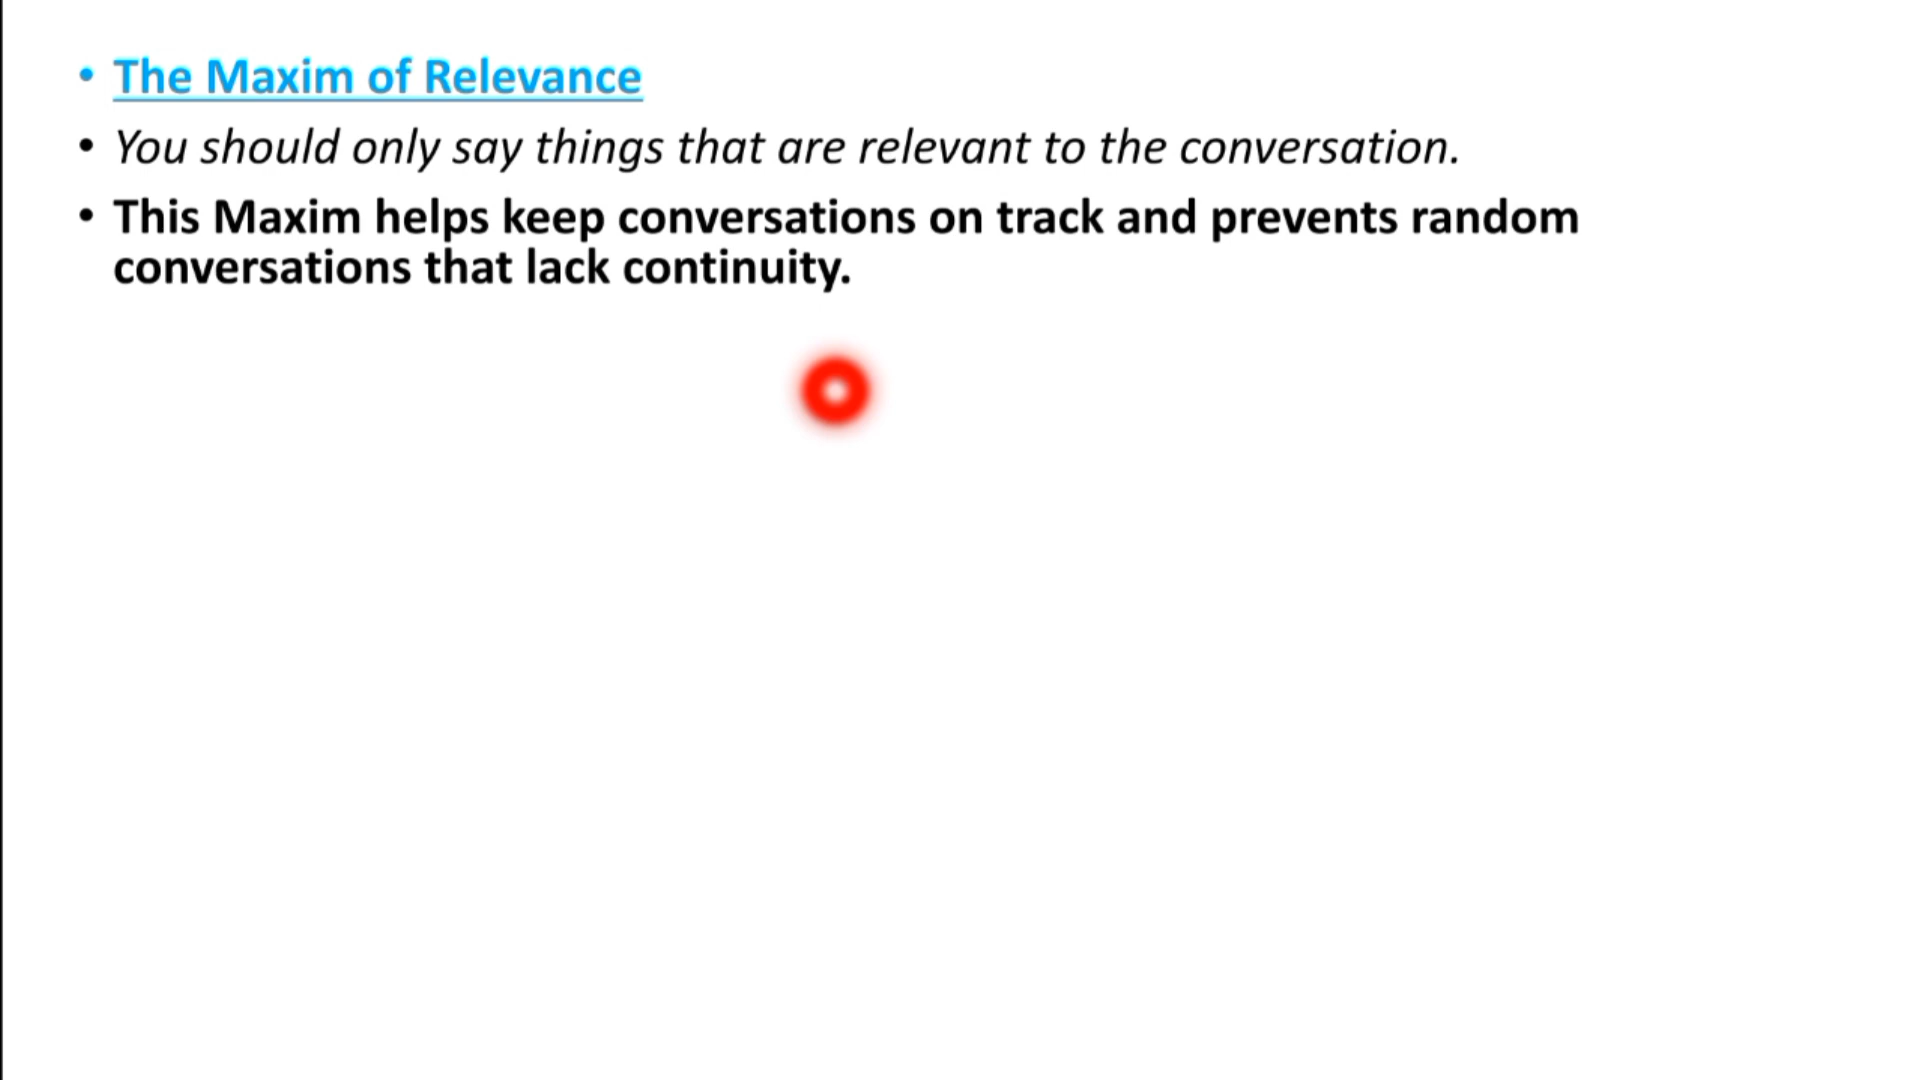 • The Maxim of Relevance
• You should only say things that are relevant to the conversation.
• This Maxim helps keep conversations on track and prevents random
conversations that lack continuity.